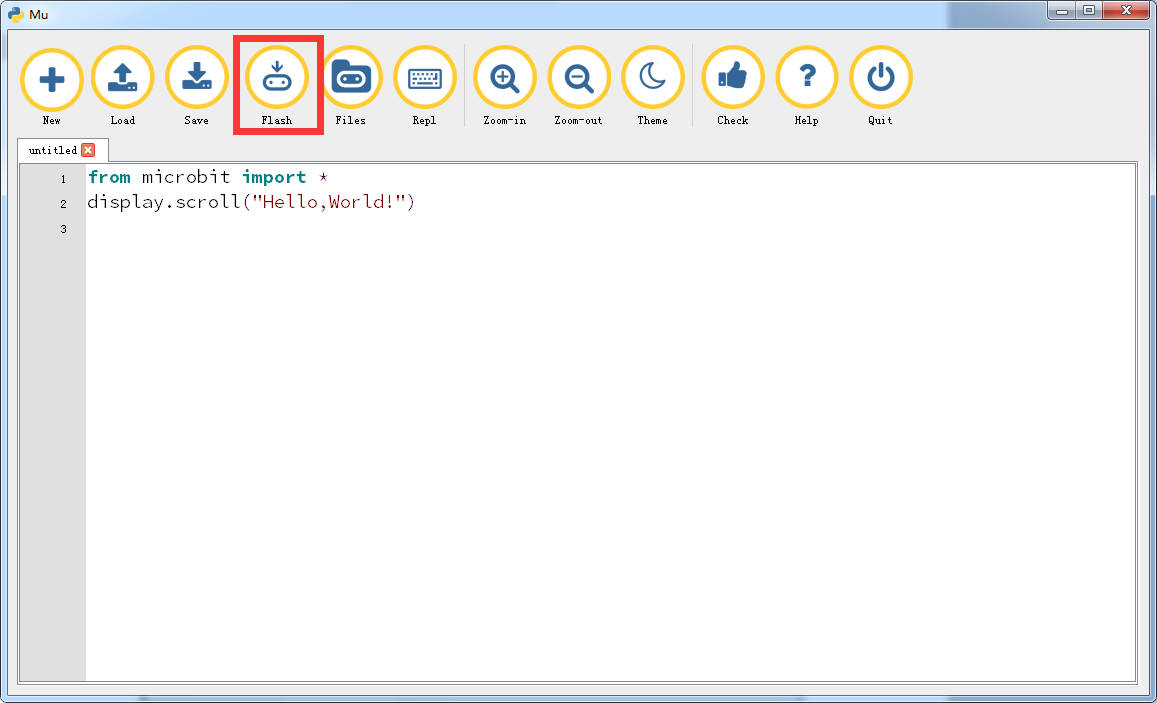 Mu
New Load Save Flash Files Repl Zoom-in Zoom-out Theme Check Help Quit
untitled
1 from microbit import *
2 display.scroll("Hello,World!")
3